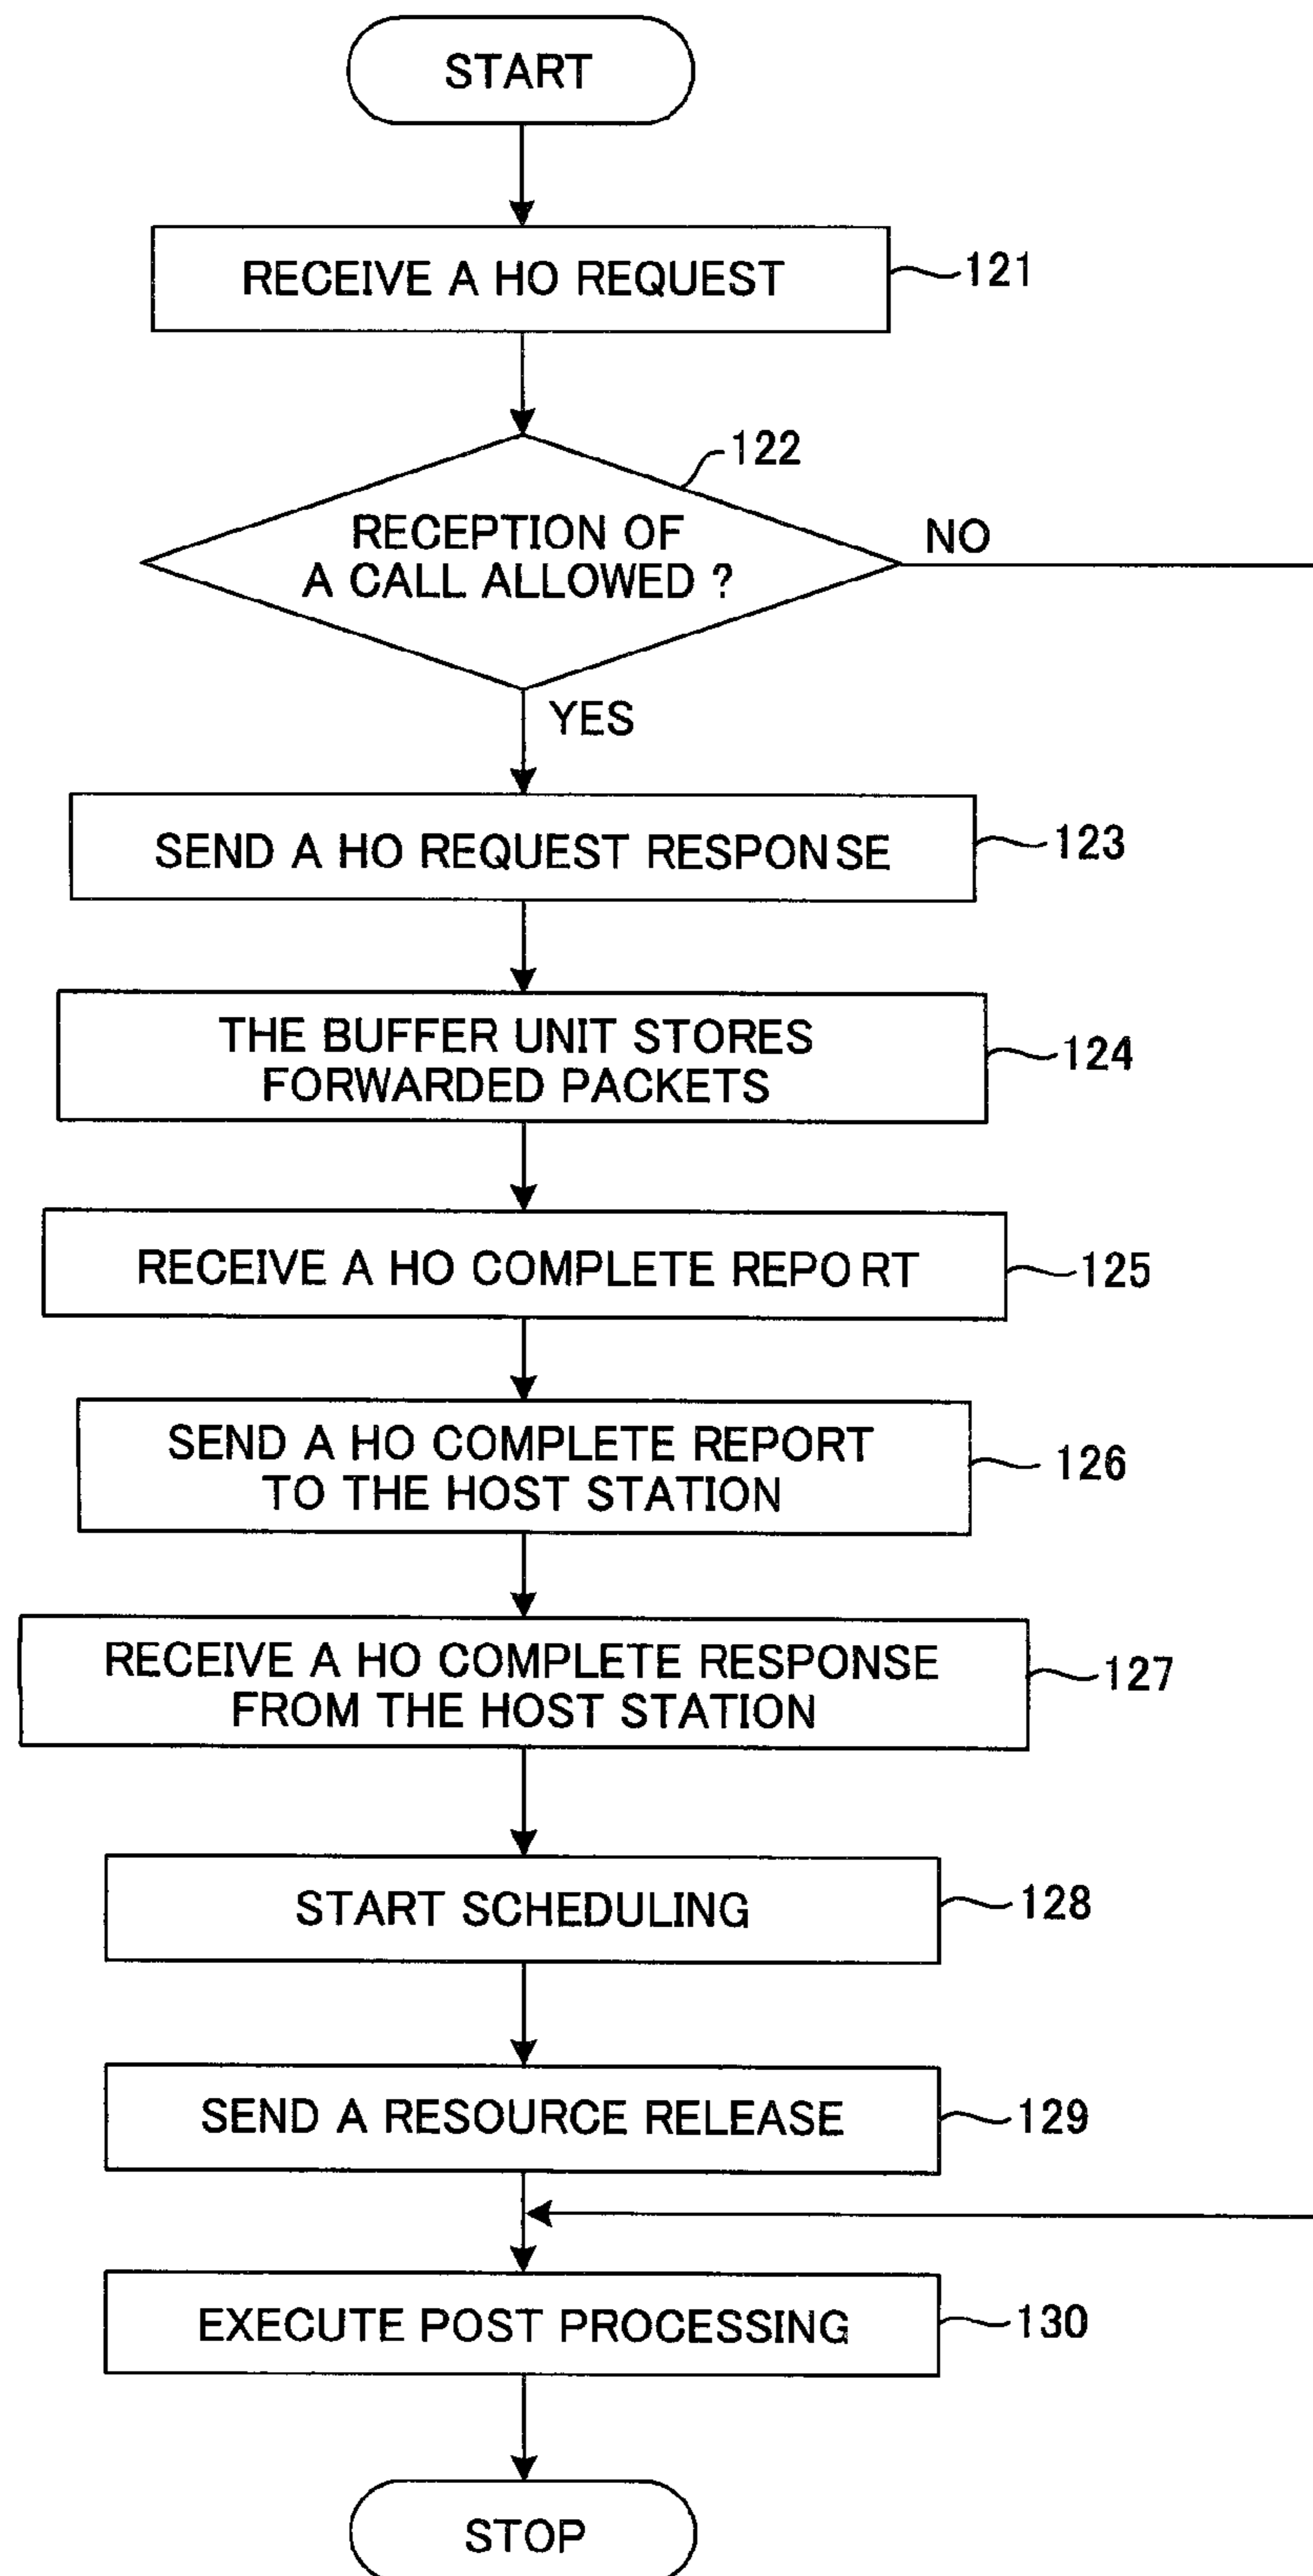 START
RECEIVE A HO REQUEST
121
122
RECEPTION OF
A CALL ALLOWED ?
NO
YES
SEND A HO REQUEST RESPONSE
123
THE BUFFER UNIT STORES
FORWARDED PACKETS
124
RECEIVE A HO COMPLETE REPORT
125
SEND A HO COMPLETE REPORT
TO THE HOST STATION
126
RECEIVE A HO COMPLETE RESPONSE
FROM THE HOST STATION
127
START SCHEDULING
128
SEND A RESOURCE RELEASE
129
EXECUTE POST PROCESSING
130
STOP